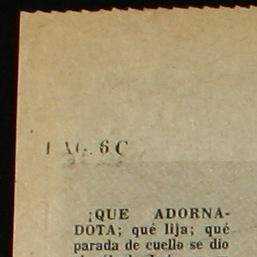 PAG. 6 C
¡QUE ADORNA-
DOTA; qué lija; qué
parada de cuello se dio